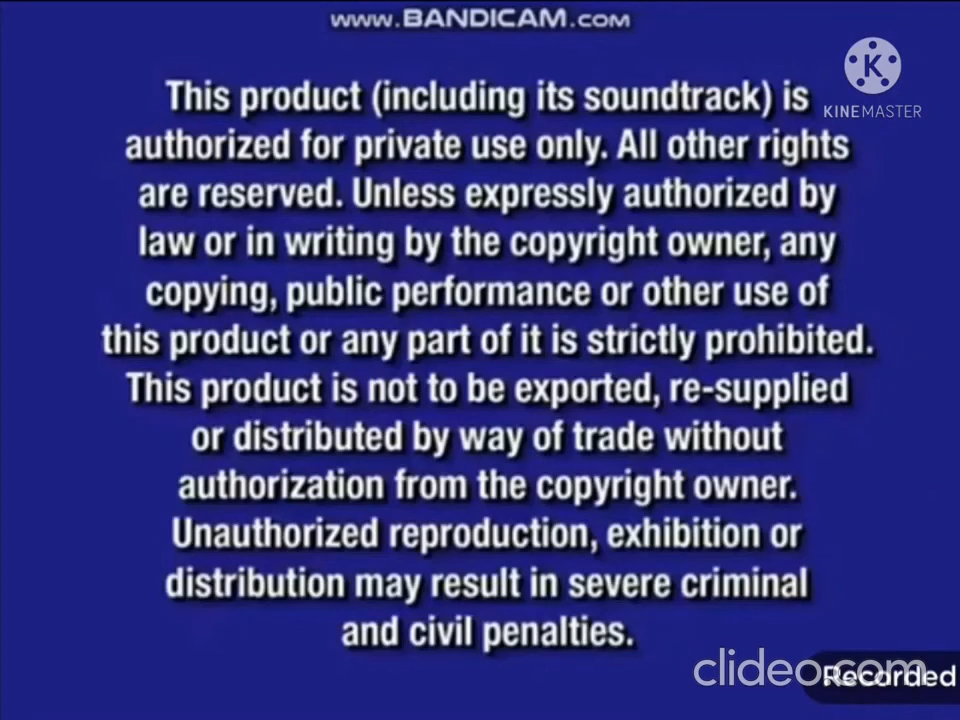 www.BANDICAM.com
K
KINEMASTER
This product (including its soundtrack) is
authorized for private use only. All other rights
are reserved. Unless expressly authorized by
law or in writing by the copyright owner, any
copying, public performance or other use of
this product or any part of it is strictly prohibited.
This product is not to be exported, re-supplied
or distributed by way of trade without
authorization from the copyright owner.
Unauthorized reproduction, exhibition or
distribution may result in severe criminal
and civil penalties.
clideo.com
Recorded